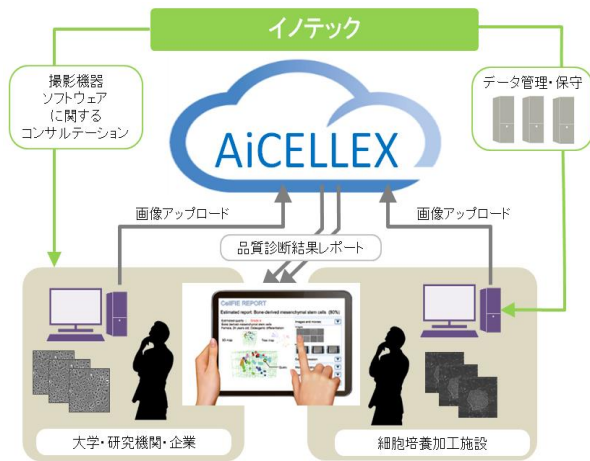 イノテック
撮影機器
ソフトウェア
に関する
コンサルテーション
データ管理・保守
AiCELLEX
画像アップロード
画像アップロード
品質診断結果レポート
CellFIE REPORT
Estimated report: Bone-derived mesenchymal stem cells. (80%)
大学・研究機関・企業
細胞培養加工施設